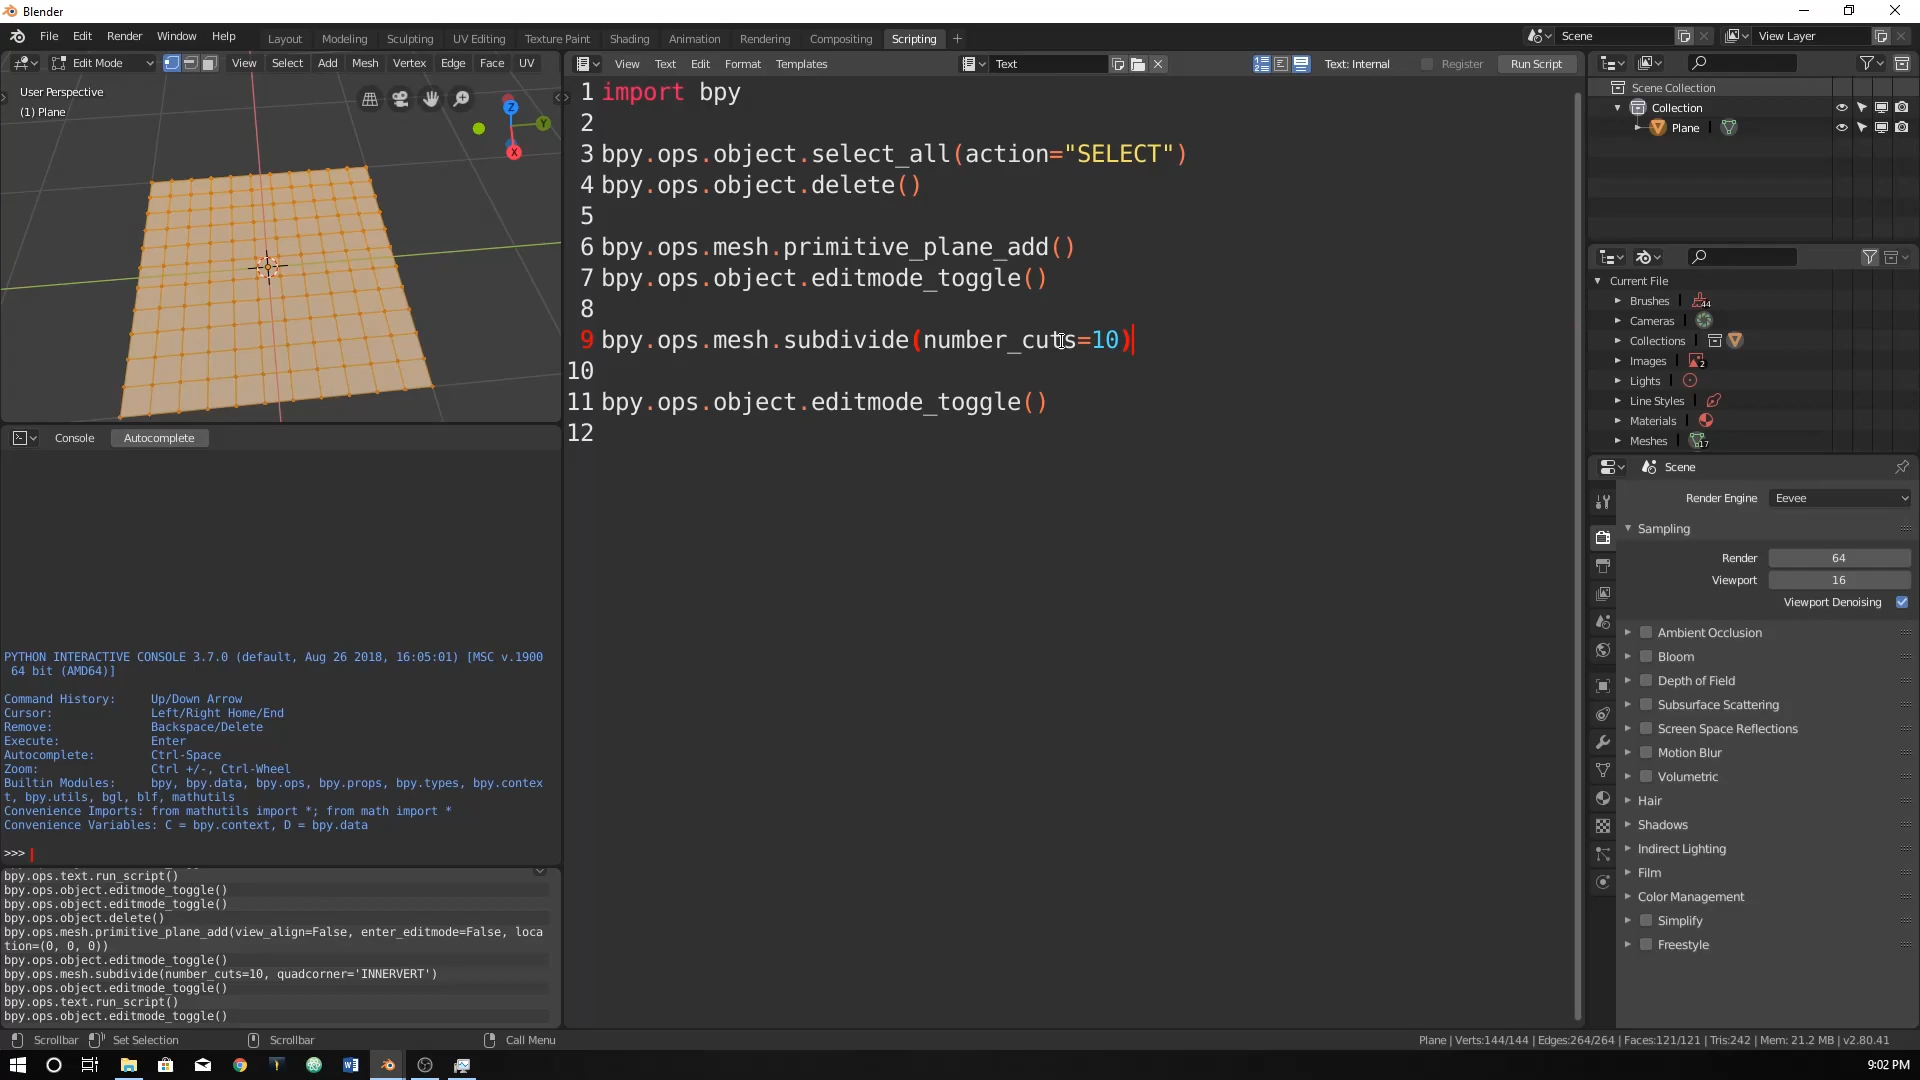 Blender
File Edit Render Window Help Layout Modeling Sculpting UV Editing Texture Paint Shading Animation Rendering Compositing Scripting + Scene View Layer
Edit Mode View Select Add Mesh Vertex Edge Face UV
View Text Edit Format Templates Text Text: Internal Register Run Script
User Perspective
(1) Plane
Z
Y
X
1 import bpy
2
3 bpy.ops.object.select_all(action="SELECT")
4 bpy.ops.object.delete()
5
6 bpy.ops.mesh.primitive_plane_add()
7 bpy.ops.object.editmode_toggle()
8
9 bpy.ops.mesh.subdivide(number_cuts=10)
10
11 bpy.ops.object.editmode_toggle()
12
Console Autocomplete
PYTHON INTERACTIVE CONSOLE 3.7.0 (default, Aug 26 2018, 16:05:01) [MSC v.1900
64 bit (AMD64)]
Command History: Up/Down Arrow
Cursor: Left/Right Home/End
Remove: Backspace/Delete
Execute: Enter
Autocomplete: Ctrl-Space
Zoom: Ctrl +/-, Ctrl-Wheel
Builtin Modules: bpy, bpy.data, bpy.ops, bpy.props, bpy.types, bpy.contex
t, bpy.utils, bgl, blf, mathutils
Convenience Imports: from mathutils import *; from math import *
Convenience Variables: C = bpy.context, D = bpy.data
>>>
bpy.ops.text.run_script()
bpy.ops.object.editmode_toggle()
bpy.ops.object.editmode_toggle()
bpy.ops.object.delete()
bpy.ops.mesh.primitive_plane_add(view_align=False, enter_editmode=False, loca
tion=(0, 0, 0))
bpy.ops.object.editmode_toggle()
bpy.ops.mesh.subdivide(number_cuts=10, quadcorner='INNERVERT')
bpy.ops.object.editmode_toggle()
bpy.ops.text.run_script()
bpy.ops.object.editmode_toggle()
Scene Collection
Collection
Plane
Current File
Brushes 44
Cameras
Collections
Images 2
Lights
Line Styles
Materials
Meshes 17
Scene
Render Engine Eevee
Sampling
Render 64
Viewport 16
Viewport Denoising
Ambient Occlusion
Bloom
Depth of Field
Subsurface Scattering
Screen Space Reflections
Motion Blur
Volumetric
Hair
Shadows
Indirect Lighting
Film
Color Management
Simplify
Freestyle
Scrollbar Set Selection Scrollbar Call Menu Plane | Verts:144/144 | Edges:264/264 | Faces:121/121 | Tris:242 | Mem: 21.2 MB | v2.80.41
9:02 PM